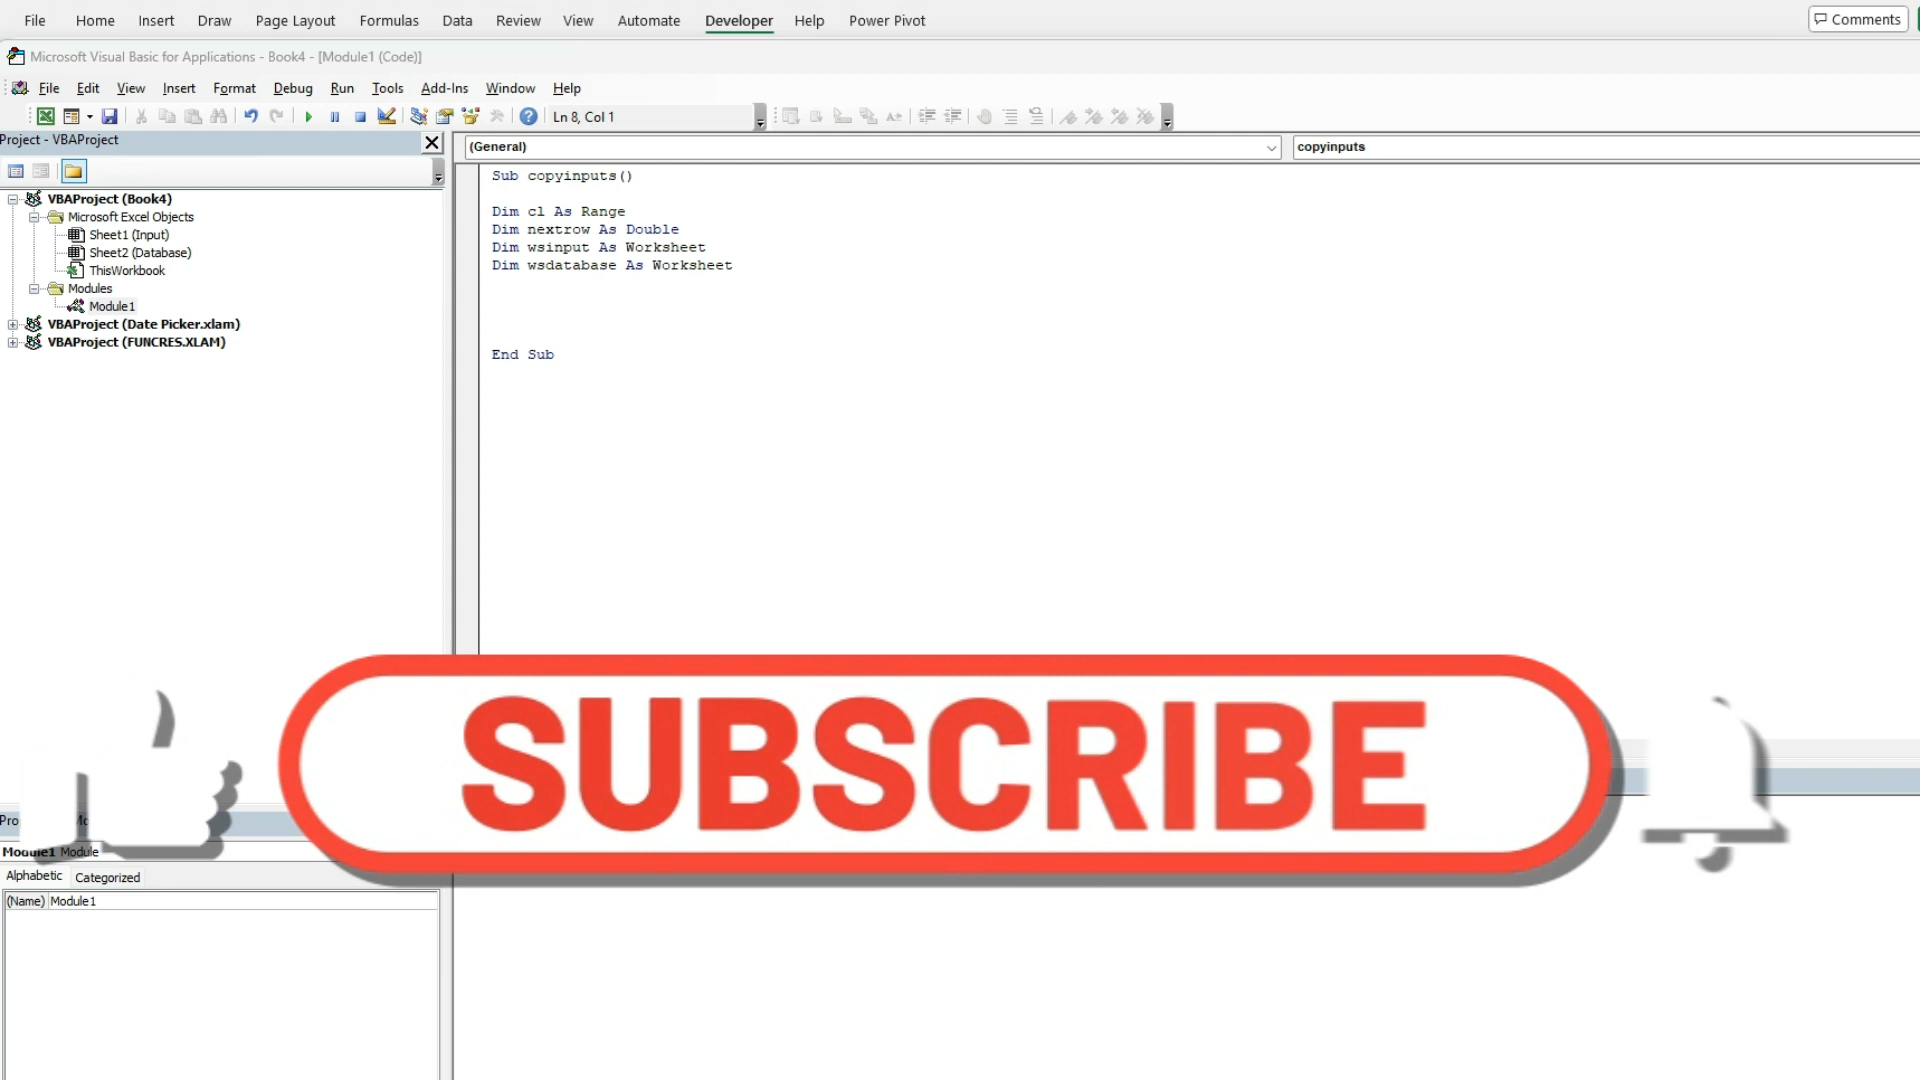 File Home Insert Draw Page Layout Formulas Data Review View Automate Developer Help Power Pivot Comments
Microsoft Visual Basic for Applications - Book4 - [Module1 (Code)]
File Edit View Insert Format Debug Run Tools Add-Ins Window Help
Ln 8, Col 1
Project - VBAProject
(General) copyinputs
VBAProject (Book4)
Microsoft Excel Objects
Sheet1 (Input)
Sheet2 (Database)
ThisWorkbook
Modules
Module1
VBAProject (Date Picker.xlam)
VBAProject (FUNCRES.XLAM)
Sub copyinputs()
Dim cl As Range
Dim nextrow As Double
Dim wsinput As Worksheet
Dim wsdatabase As Worksheet
End Sub
SUBSCRIBE
Module1 Module
Alphabetic Categorized
(Name) Module1